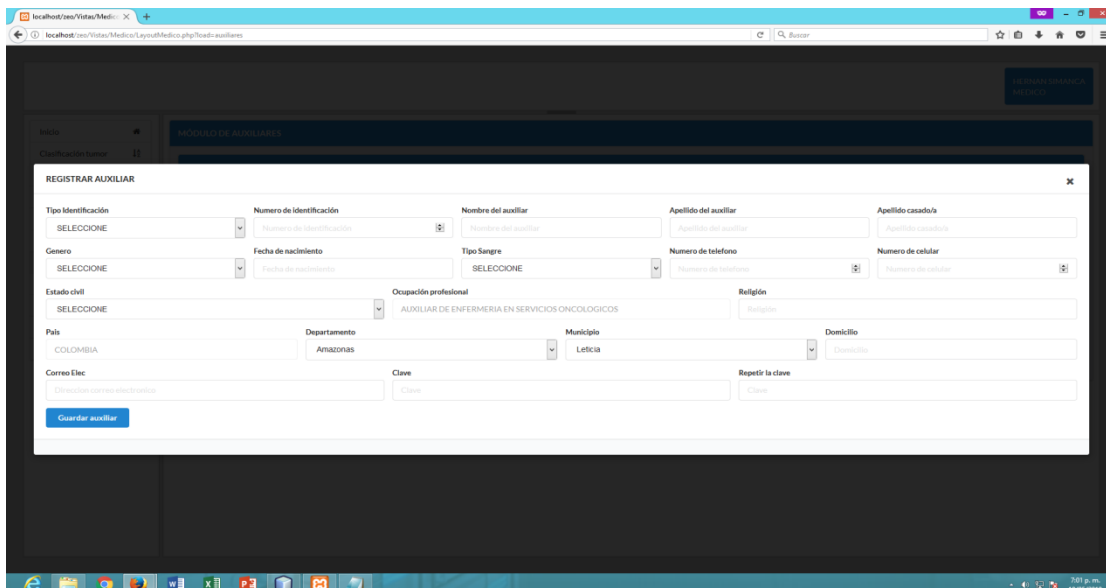 localhost/zeo/Vistas/Medic
localhost/zeo/Vistas/Medico/LayoutMedico.php?load=auxiliares
Buscar
HERNAN SIMANCA
MEDICO
Inicio
MÓDULO DE AUXILIARES
Clasificación tumor
REGISTRAR AUXILIAR
Tipo Identificación Numero de identificación Nombre del auxiliar Apellido del auxiliar Apellido casado/a
SELECCIONE Numero de identificación Nombre del auxiliar Apellido del auxiliar Apellido casado/a
Genero Fecha de nacimiento Tipo Sangre Numero de telefono Numero de celular
SELECCIONE Fecha de nacimiento SELECCIONE Numero de telefono Numero de celular
Estado civil Ocupación profesional Religión
SELECCIONE AUXILIAR DE ENFERMERIA EN SERVICIOS ONCOLOGICOS Religión
Pais Departamento Municipio Domicilio
COLOMBIA Amazonas Leticia Domicilio
Correo Elec Clave Repetir la clave
Direccion correo electronico Clave Clave
Guardar auxiliar
7:01 p. m.